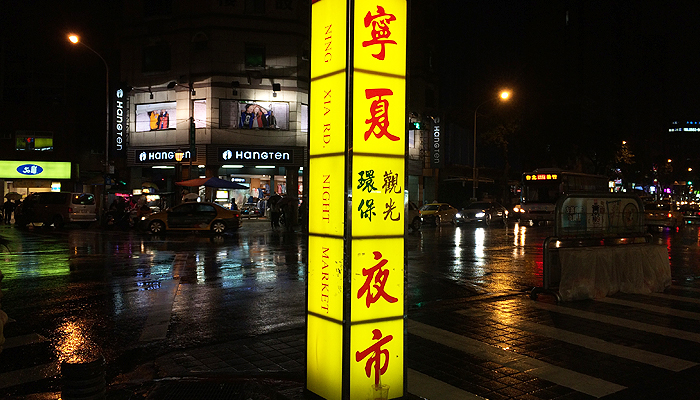 NING XIA RD. NIGHT MARKET
寧夏
環保
觀光
夜市
HANGTEN
HANGTEN
HANGTEN
HANGTEN